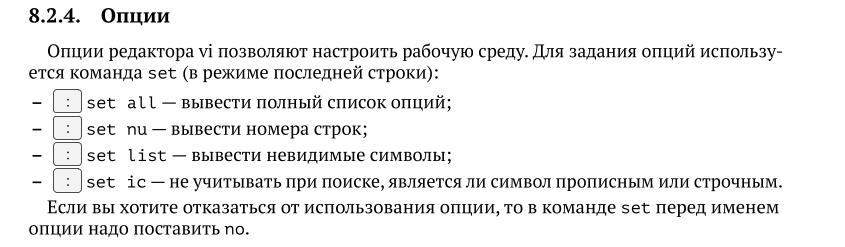 8.2.4. Опции
Опции редактора vi позволяют настроить рабочую среду. Для задания опций использу-
ется команда set (в режиме последней строки):
– : set all — вывести полный список опций;
– : set nu — вывести номера строк;
– : set list — вывести невидимые символы;
– : set ic — не учитывать при поиске, является ли символ прописным или строчным.
Если вы хотите отказаться от использования опции, то в команде set перед именем
опции надо поставить no.